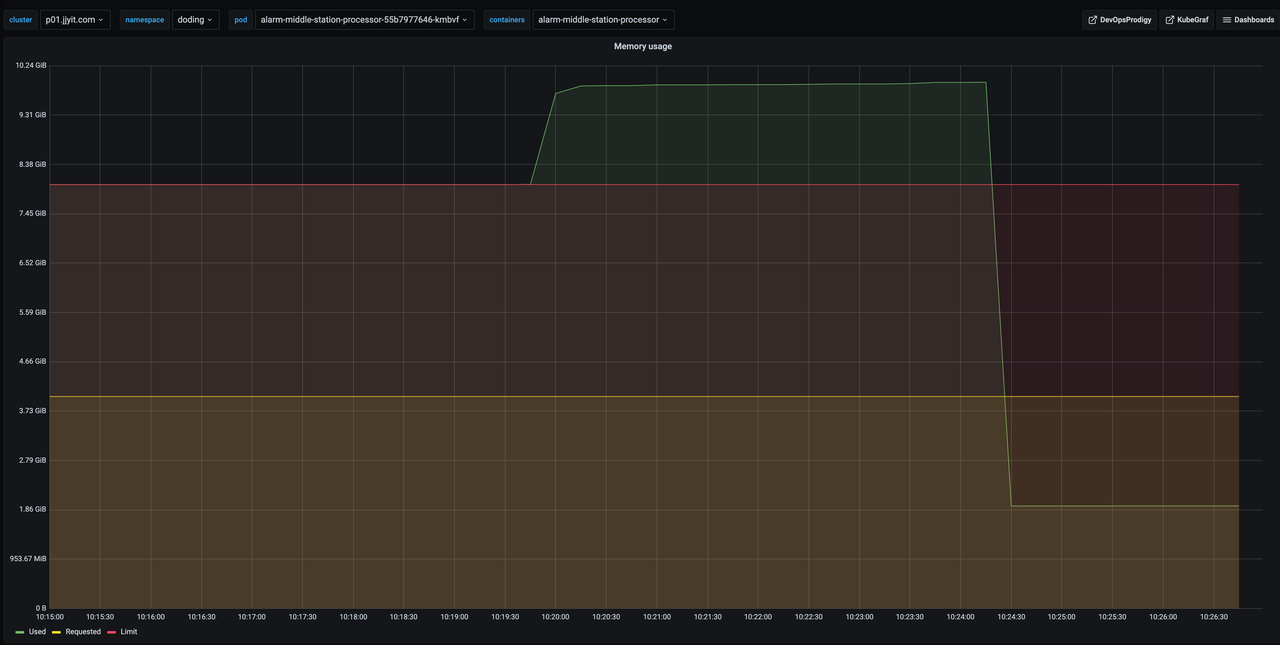 cluster p01.jjyit.com namespace doding pod alarm-middle-station-processor-55b7977646-kmbvf containers alarm-middle-station-processor DevOpsProdigy KubeGraf Dashboards
Memory usage
10.24 GiB
9.31 GiB
8.38 GiB
7.45 GiB
6.52 GiB
5.59 GiB
4.66 GiB
3.73 GiB
2.79 GiB
1.86 GiB
953.67 MiB
0 B
10:15:00 10:15:30 10:16:00 10:16:30 10:17:00 10:17:30 10:18:00 10:18:30 10:19:00 10:19:30 10:20:00 10:20:30 10:21:00 10:21:30 10:22:00 10:22:30 10:23:00 10:23:30 10:24:00 10:24:30 10:25:00 10:25:30 10:26:00 10:26:30
Used Requested Limit